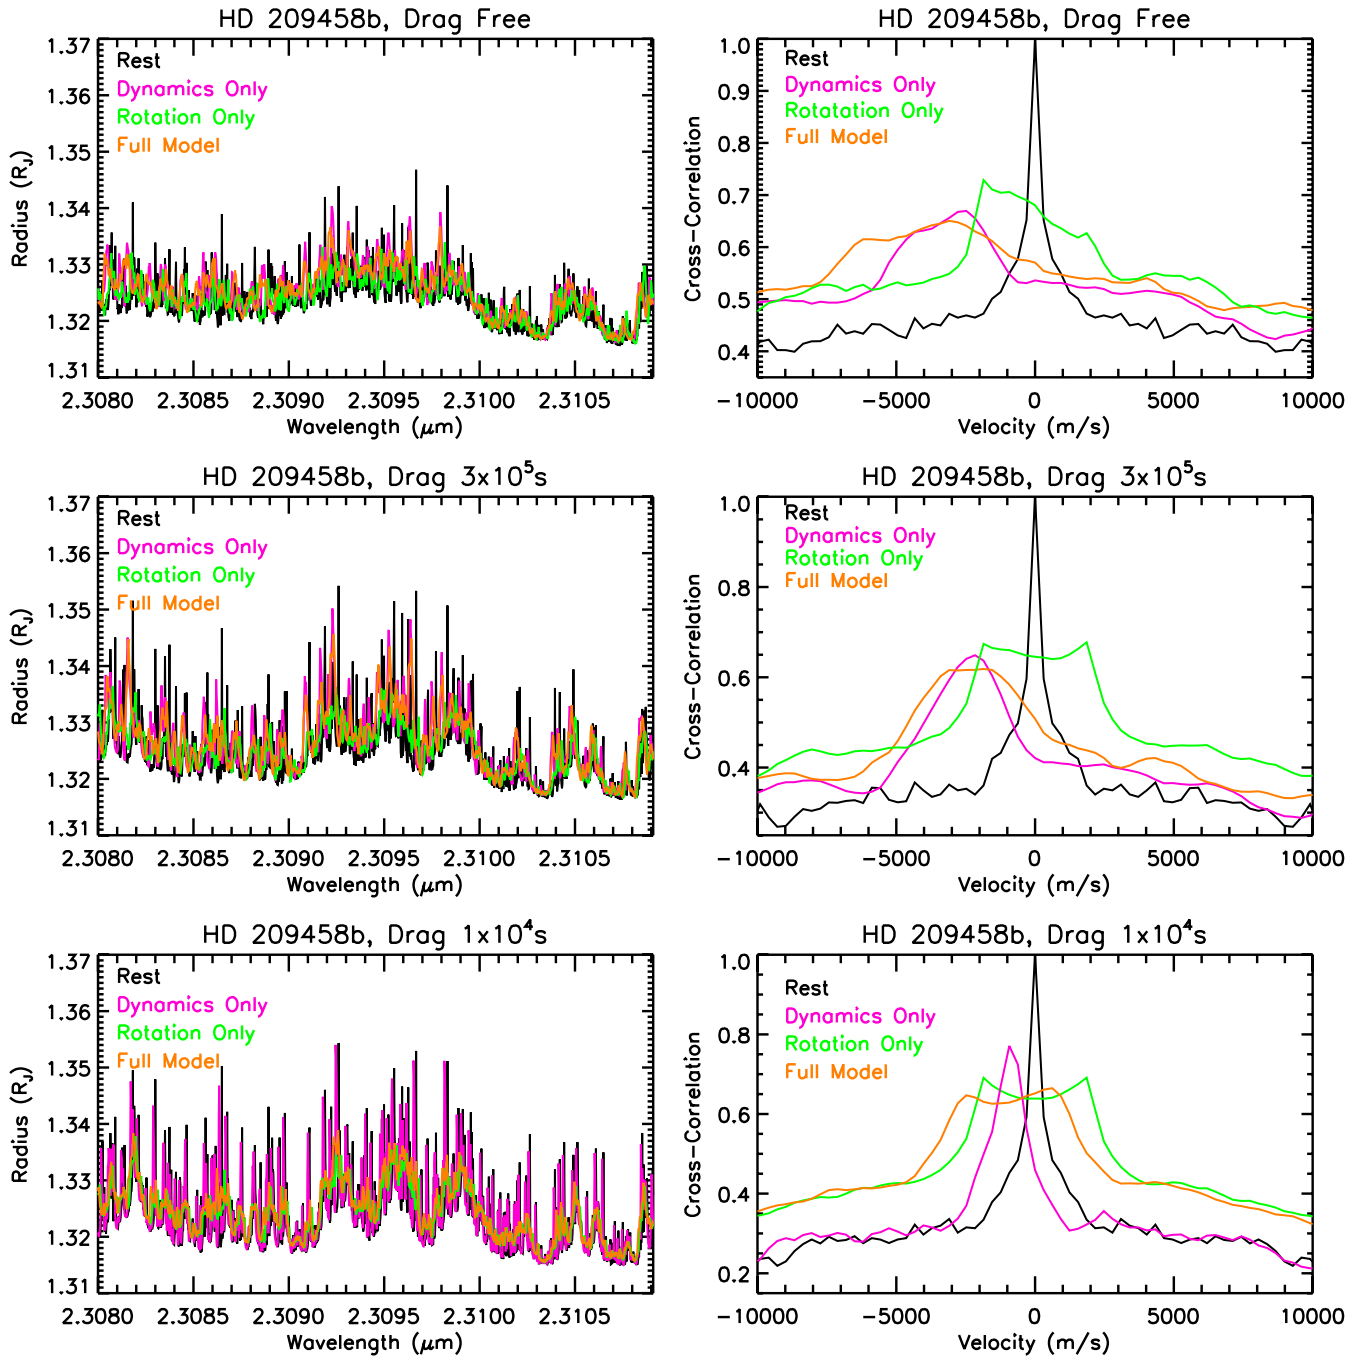 HD 209458b, Drag Free
1.37
1.36
1.35
1.34
1.33
1.32
1.31
Radius (RJ)
Rest
Dynamics Only
Rotation Only
Full Model
2.3080 2.3085 2.3090 2.3095 2.3100 2.3105
Wavelength (μm)
HD 209458b, Drag Free
1.0
0.9
0.8
0.7
0.6
0.5
0.4
Cross-Correlation
Rest
Dynamics Only
Rotatation Only
Full Model
−10000 −5000 0 5000 10000
Velocity (m/s)
HD 209458b, Drag 3x10⁵s
1.37
1.36
1.35
1.34
1.33
1.32
1.31
Radius (RJ)
Rest
Dynamics Only
Rotation Only
Full Model
2.3080 2.3085 2.3090 2.3095 2.3100 2.3105
Wavelength (μm)
HD 209458b, Drag 3x10⁵s
1.0
0.8
0.6
0.4
Cross-Correlation
Rest
Dynamics Only
Rotation Only
Full Model
−10000 −5000 0 5000 10000
Velocity (m/s)
HD 209458b, Drag 1x10⁴s
1.37
1.36
1.35
1.34
1.33
1.32
1.31
Radius (RJ)
Rest
Dynamics Only
Rotation Only
Full Model
2.3080 2.3085 2.3090 2.3095 2.3100 2.3105
Wavelength (μm)
HD 209458b, Drag 1x10⁴s
1.0
0.8
0.6
0.4
0.2
Cross-Correlation
Rest
Dynamics Only
Rotation Only
Full Model
−10000 −5000 0 5000 10000
Velocity (m/s)